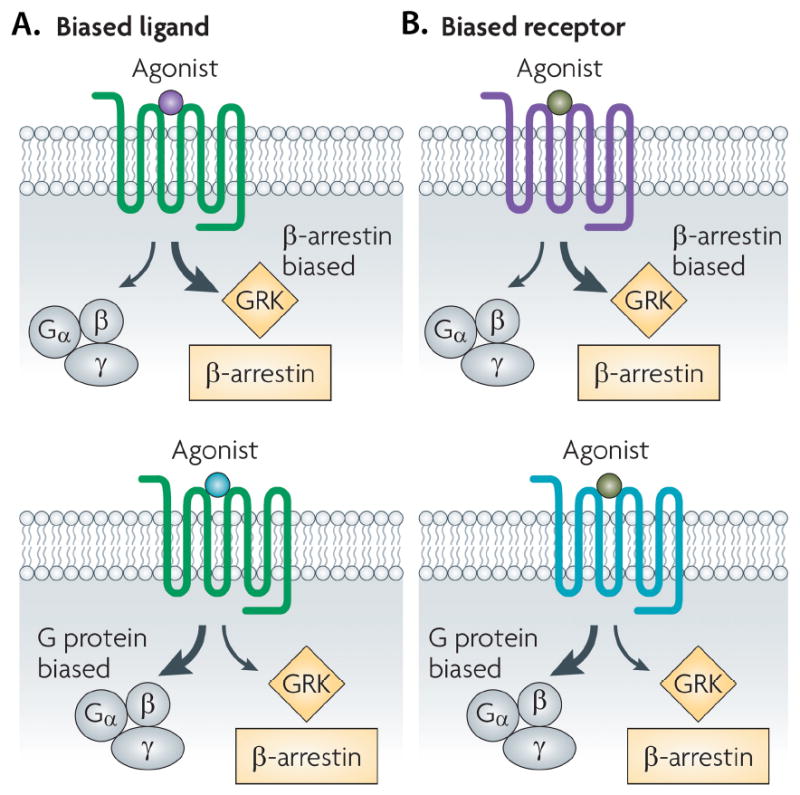 A. Biased ligand
Agonist
β-arrestin
biased
GRK
Gα
β
γ
β-arrestin
Agonist
G protein
biased
GRK
Gα
β
γ
β-arrestin
B. Biased receptor
Agonist
β-arrestin
biased
GRK
Gα
β
γ
β-arrestin
Agonist
G protein
biased
GRK
Gα
β
γ
β-arrestin